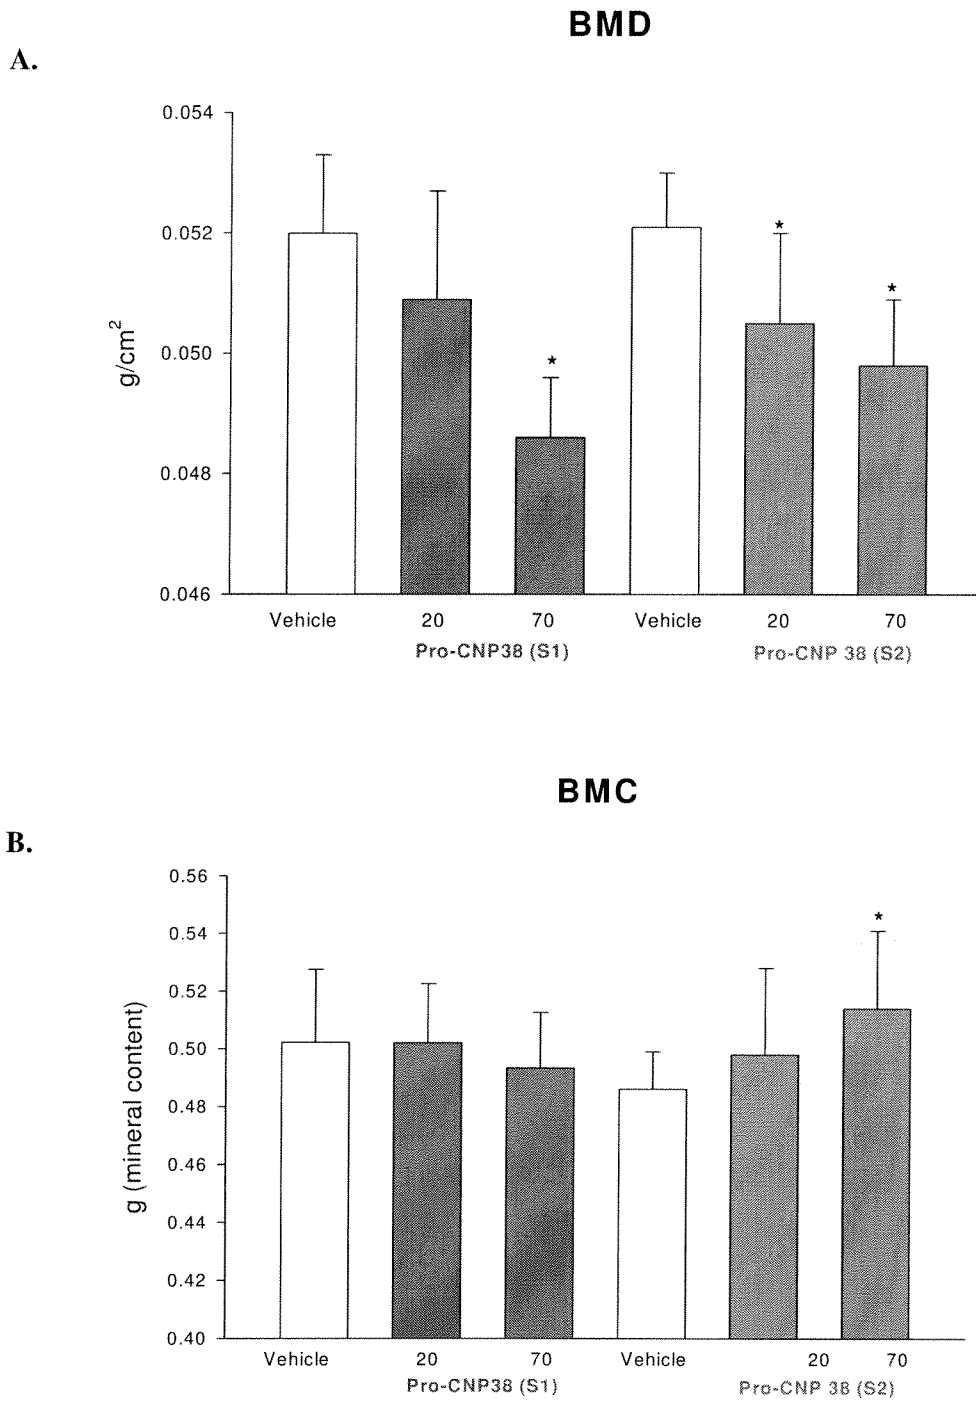 BMD
A.
0.054
0.052
0.050
0.048
0.046
g/cm²
*
*
*
Vehicle 20 70 Vehicle 20 70
Pro-CNP38 (S1) Pro-CNP 38 (S2)
BMC
B.
0.56
0.54
0.52
0.50
0.48
0.46
0.44
0.42
0.40
g (mineral content)
*
Vehicle 20 70 Vehicle 20 70
Pro-CNP38 (S1) Pro-CNP 38 (S2)